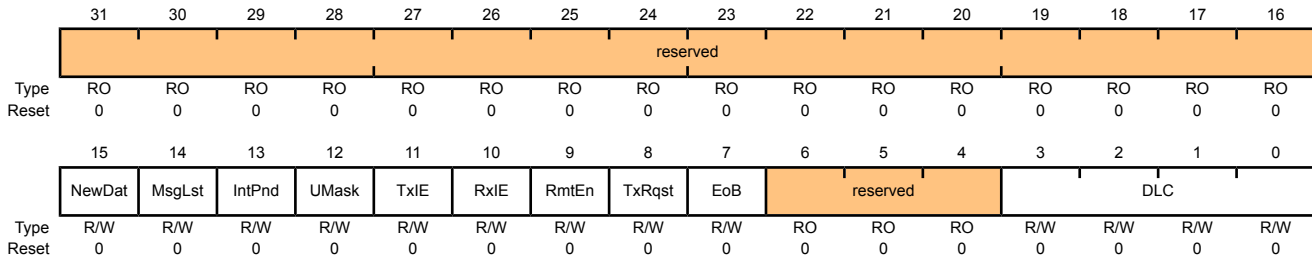 31 30 29 28 27 26 25 24 23 22 21 20 19 18 17 16
reserved
Type RO RO RO RO RO RO RO RO RO RO RO RO RO RO RO RO
Reset 0 0 0 0 0 0 0 0 0 0 0 0 0 0 0 0
15 14 13 12 11 10 9 8 7 6 5 4 3 2 1 0
NewDat MsgLst IntPnd UMask TxIE RxIE RmtEn TxRqst EoB reserved DLC
Type R/W R/W R/W R/W R/W R/W R/W R/W R/W RO RO RO R/W R/W R/W R/W
Reset 0 0 0 0 0 0 0 0 0 0 0 0 0 0 0 0